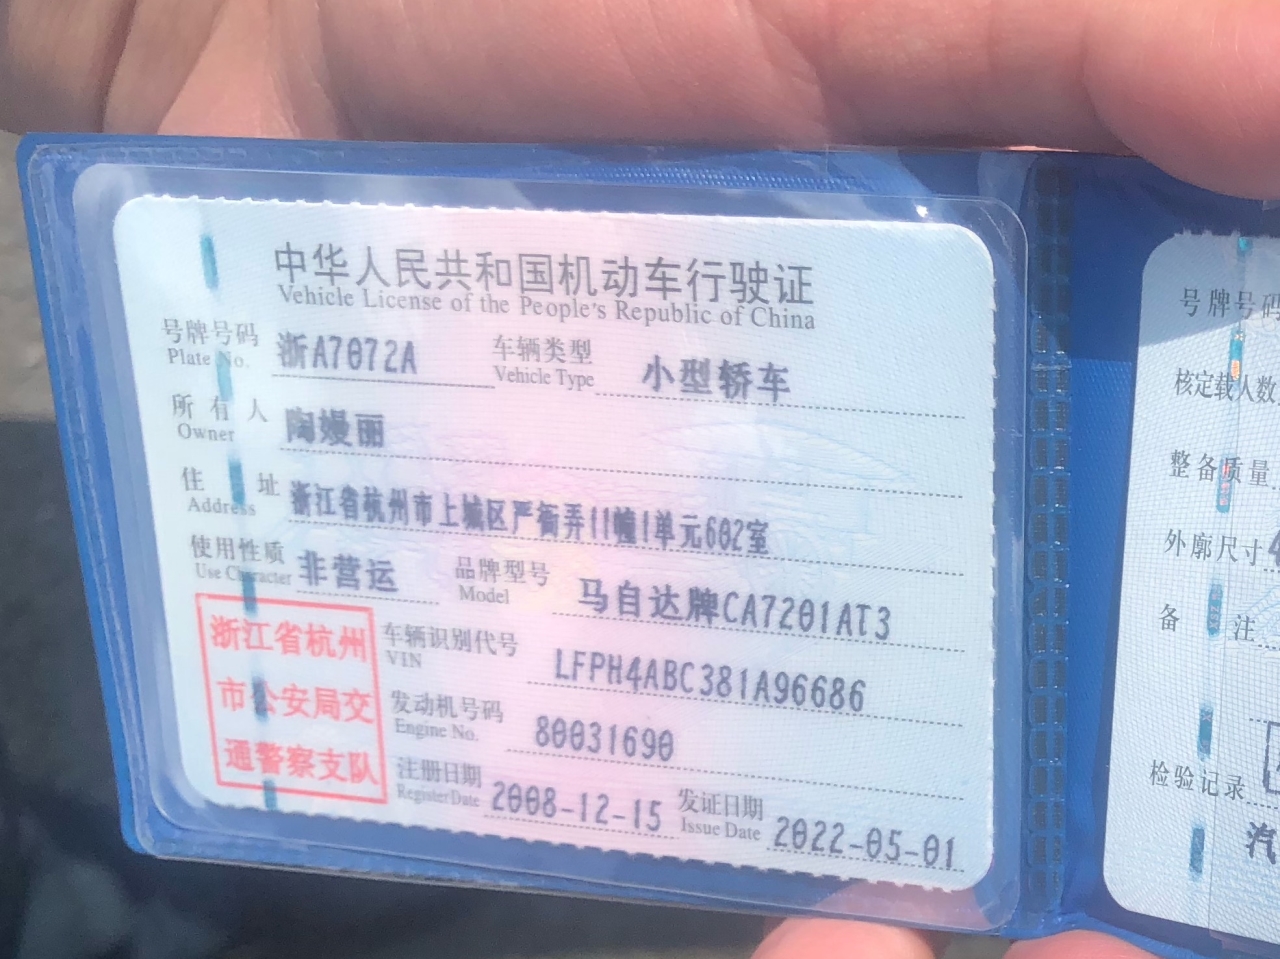 中华人民共和国机动车行驶证
Vehicle License of the People's Republic of China
号牌号码 浙A7072A 车辆类型 小型轿车
Plate No. Vehicle Type
所有人 陶嫚丽
Owner
住址 浙江省杭州市上城区严衙弄11幢1单元602室
Address
使用性质 非营运 品牌型号 马自达牌CA7201AT3
Use Character Model
浙江省杭州
市公安局交
通警察支队
车辆识别代号 LFPH4ABC381A96686
VIN
发动机号码 80031690
Engine No.
注册日期 2008-12-15 发证日期 2022-05-01
Register Date Issue Date
号牌号码
核定载人数
整备质量
外廓尺寸
备注
检验记录
汽